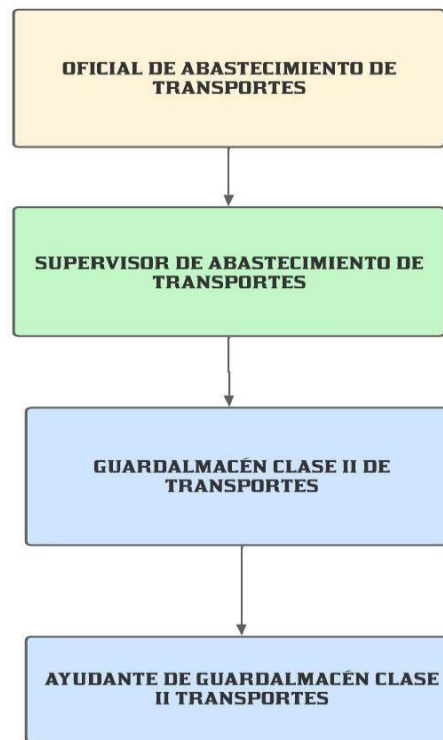 OFICIAL DE ABASTECIMIENTO DE
TRANSPORTES
SUPERVISOR DE ABASTECIMIENTO DE
TRANSPORTES
GUARDALMACÉN CLASE II DE
TRANSPORTES
AYUDANTE DE GUARDALMACÉN CLASE
II TRANSPORTES